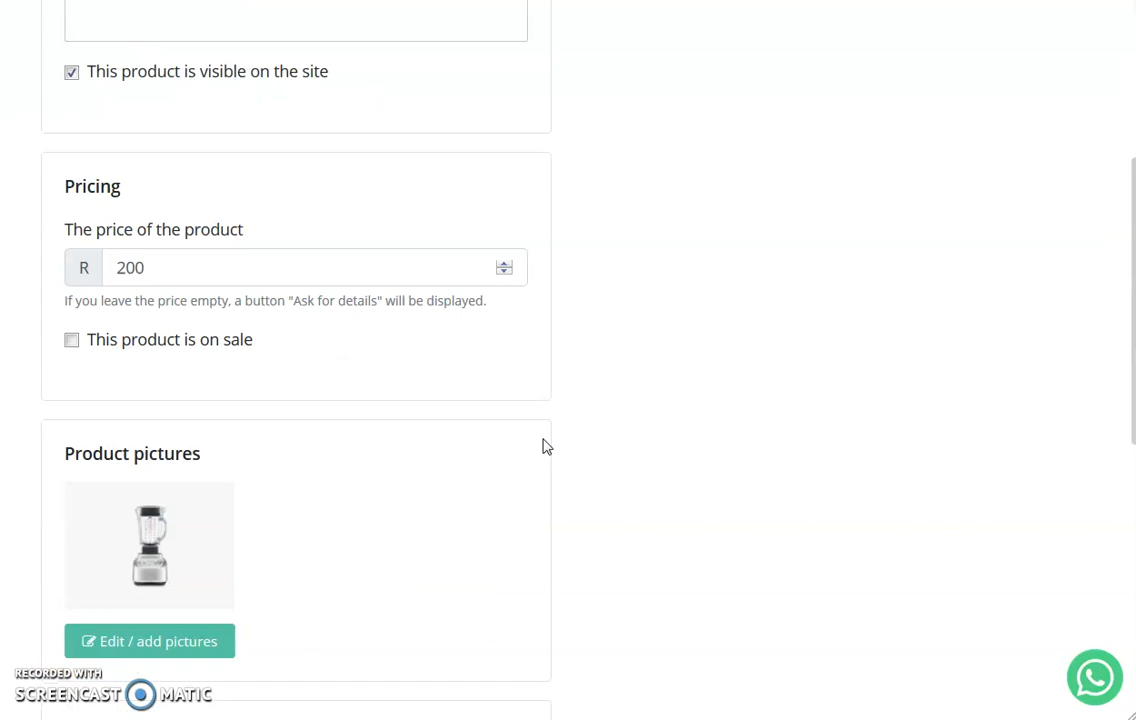 This product is visible on the site
Pricing
The price of the product
R 200
If you leave the price empty, a button "Ask for details" will be displayed.
This product is on sale
Product pictures
Edit / add pictures
RECORDED WITH
SCREENCAST MATIC